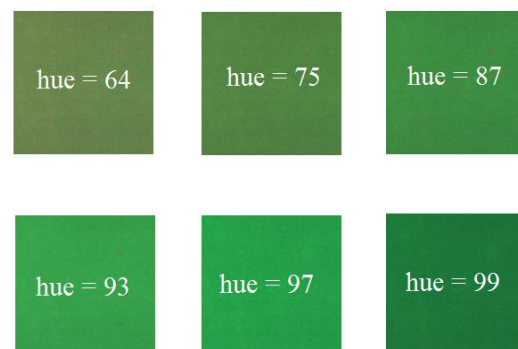 hue = 64
hue = 75
hue = 87
hue = 93
hue = 97
hue = 99